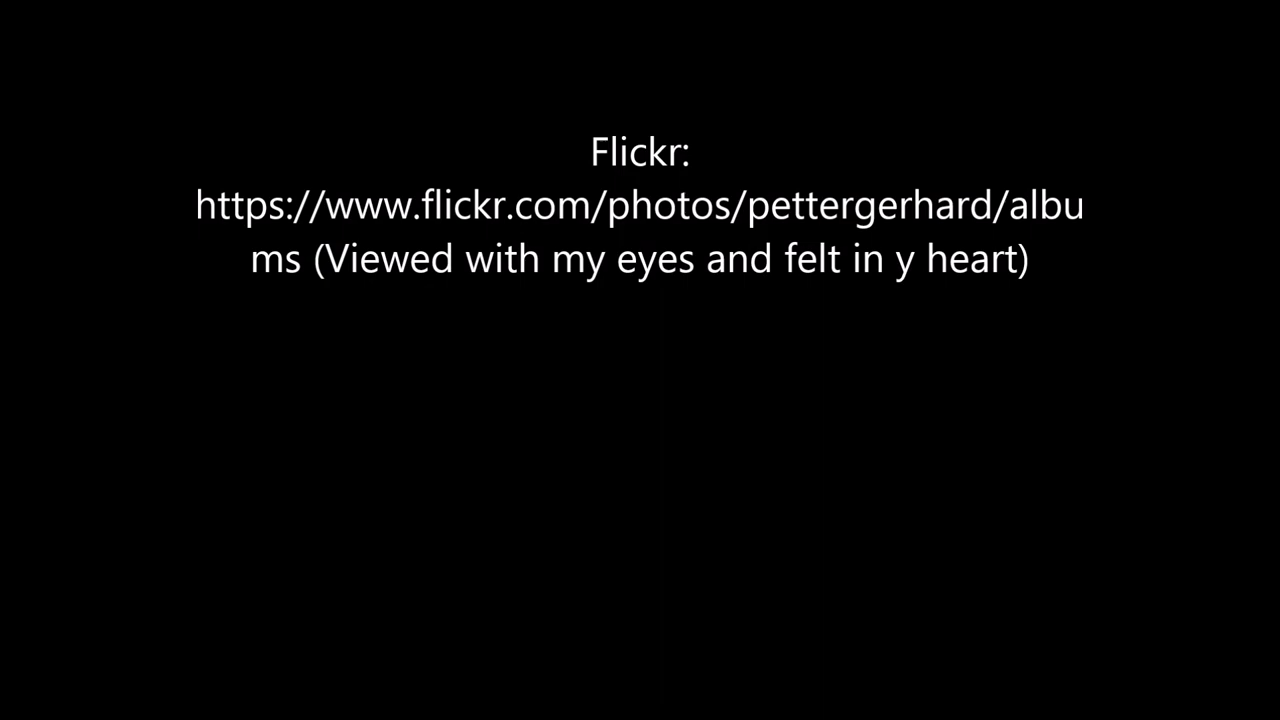 Flickr:
https://www.flickr.com/photos/pettergerhard/albu
ms (Viewed with my eyes and felt in y heart)